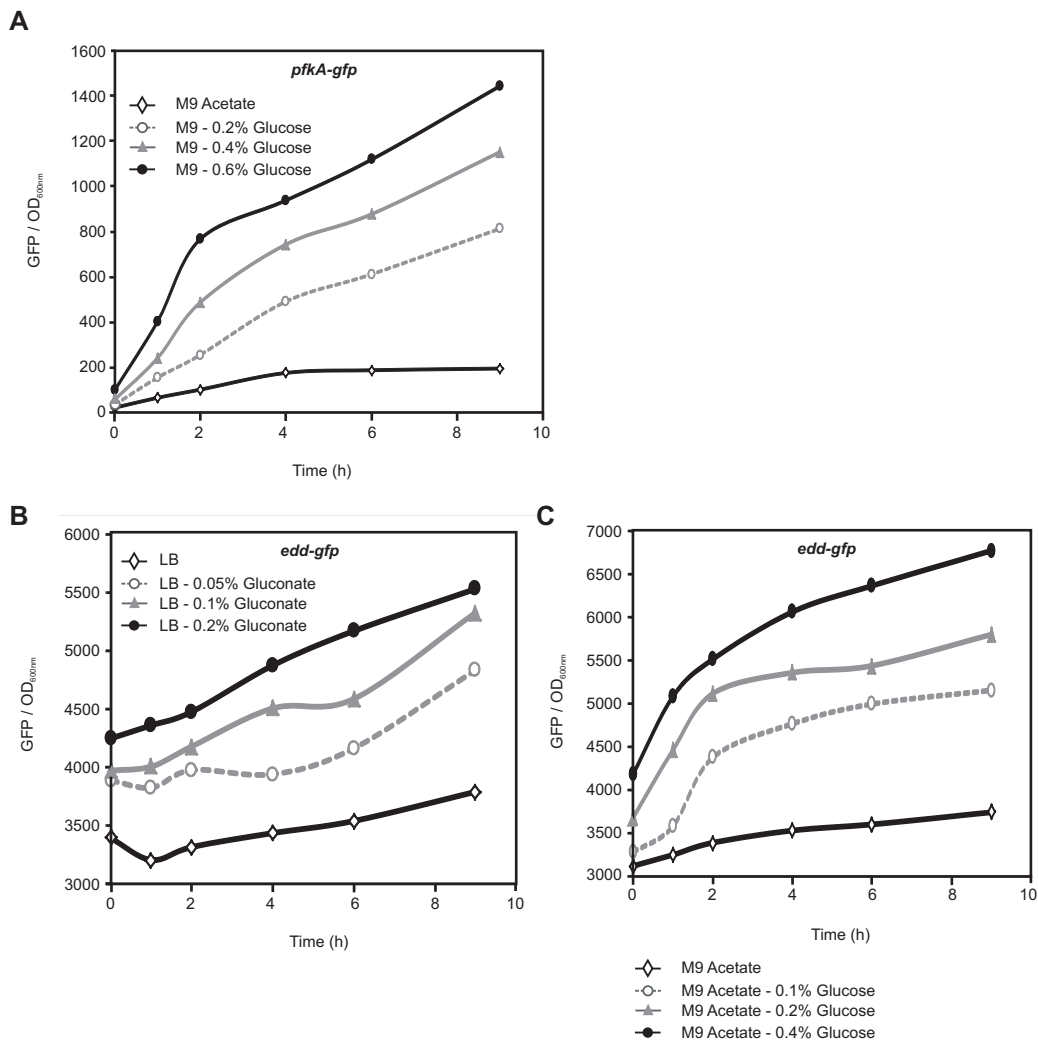 A
pfkA-gfp
M9 Acetate
M9 - 0.2% Glucose
M9 - 0.4% Glucose
M9 - 0.6% Glucose
1600
1400
1200
1000
800
600
400
200
0
GFP / OD600nm
0 2 4 6 8 10
Time (h)
B
edd-gfp
LB
LB - 0.05% Gluconate
LB - 0.1% Gluconate
LB - 0.2% Gluconate
6000
5500
5000
4500
4000
3500
3000
GFP / OD600nm
0 2 4 6 8 10
Time (h)
C
edd-gfp
7000
6500
6000
5500
5000
4500
4000
3500
3000
GFP / OD600nm
0 2 4 6 8 10
Time (h)
M9 Acetate
M9 Acetate - 0.1% Glucose
M9 Acetate - 0.2% Glucose
M9 Acetate - 0.4% Glucose